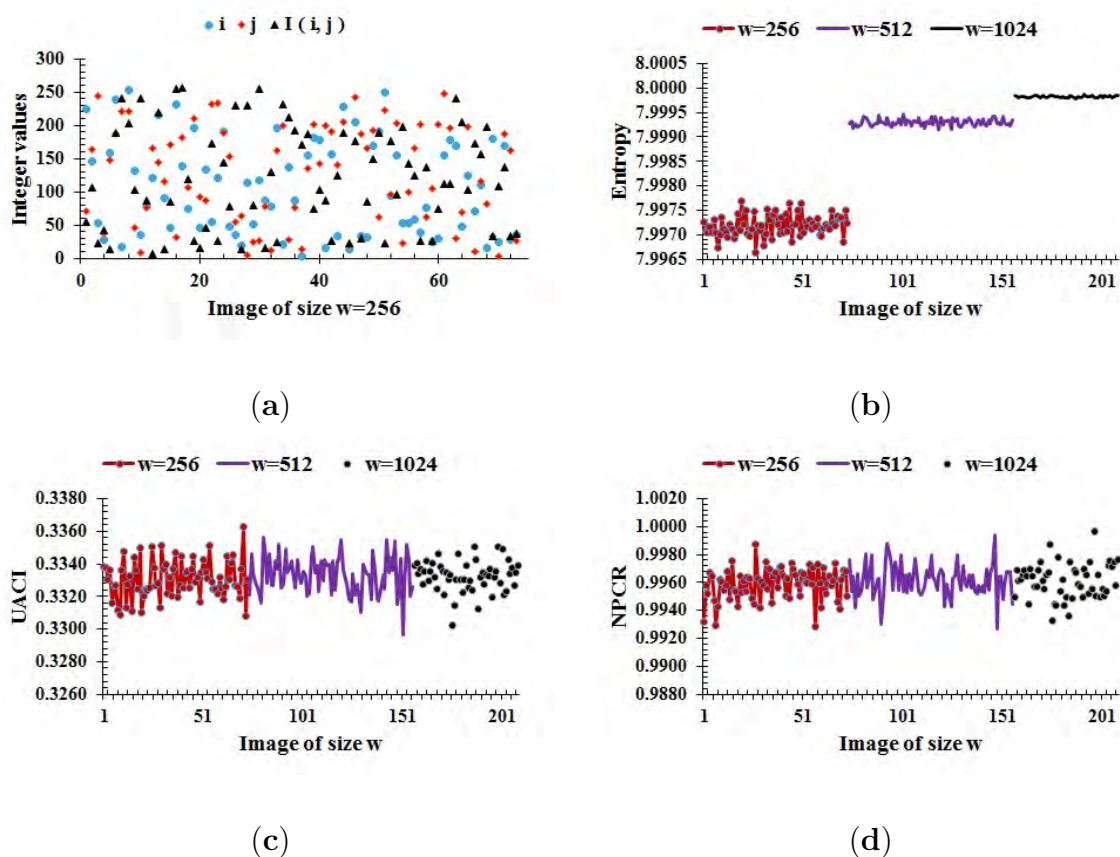 i j I ( i, j )
300
250
200
150
100
50
0
Integer values
0 20 40 60
Image of size w=256
(a)
w=256 w=512 w=1024
8.0005
8.0000
7.9995
7.9990
7.9985
7.9980
7.9975
7.9970
7.9965
Entropy
1 51 101 151 201
Image of size w
(b)
w=256 w=512 w=1024
0.3380
0.3360
0.3340
0.3320
0.3300
0.3280
0.3260
UACI
1 51 101 151 201
Image of size w
(c)
w=256 w=512 w=1024
1.0020
1.0000
0.9980
0.9960
0.9940
0.9920
0.9900
0.9880
NPCR
1 51 101 151 201
Image of size w
(d)